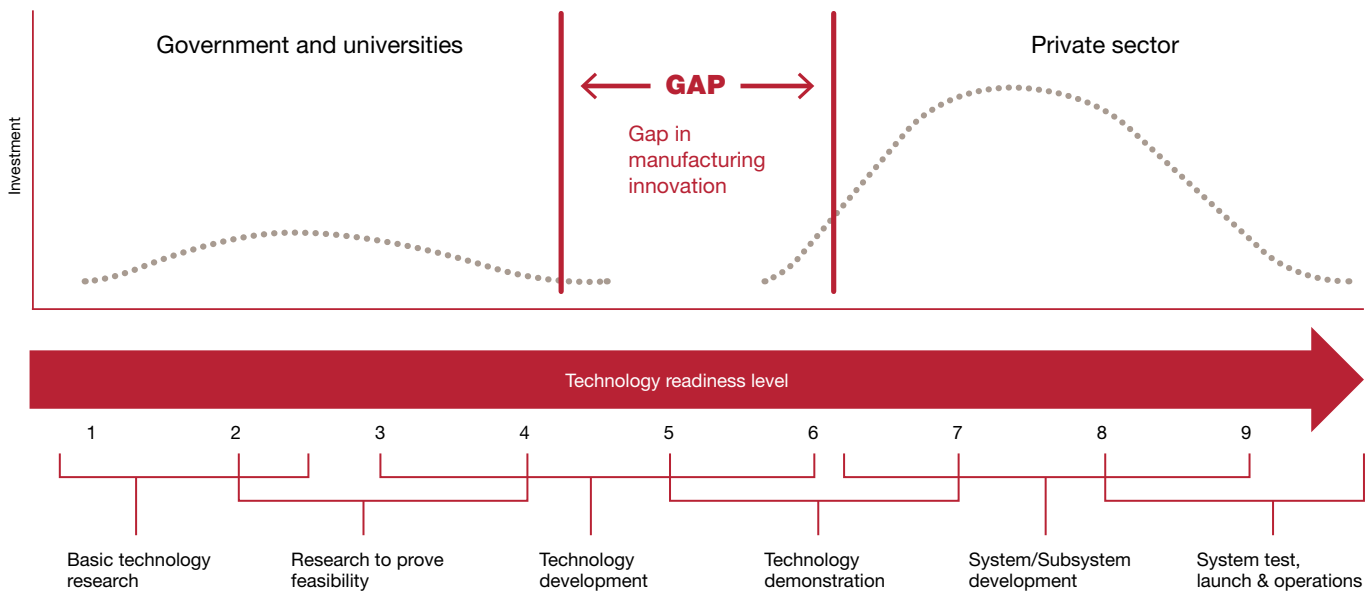 Government and universities
GAP
Private sector
Gap in
manufacturing
innovation
Investment
Technology readiness level
1 2 3 4 5 6 7 8 9
Basic technology
research
Research to prove
feasibility
Technology
development
Technology
demonstration
System/Subsystem
development
System test,
launch & operations